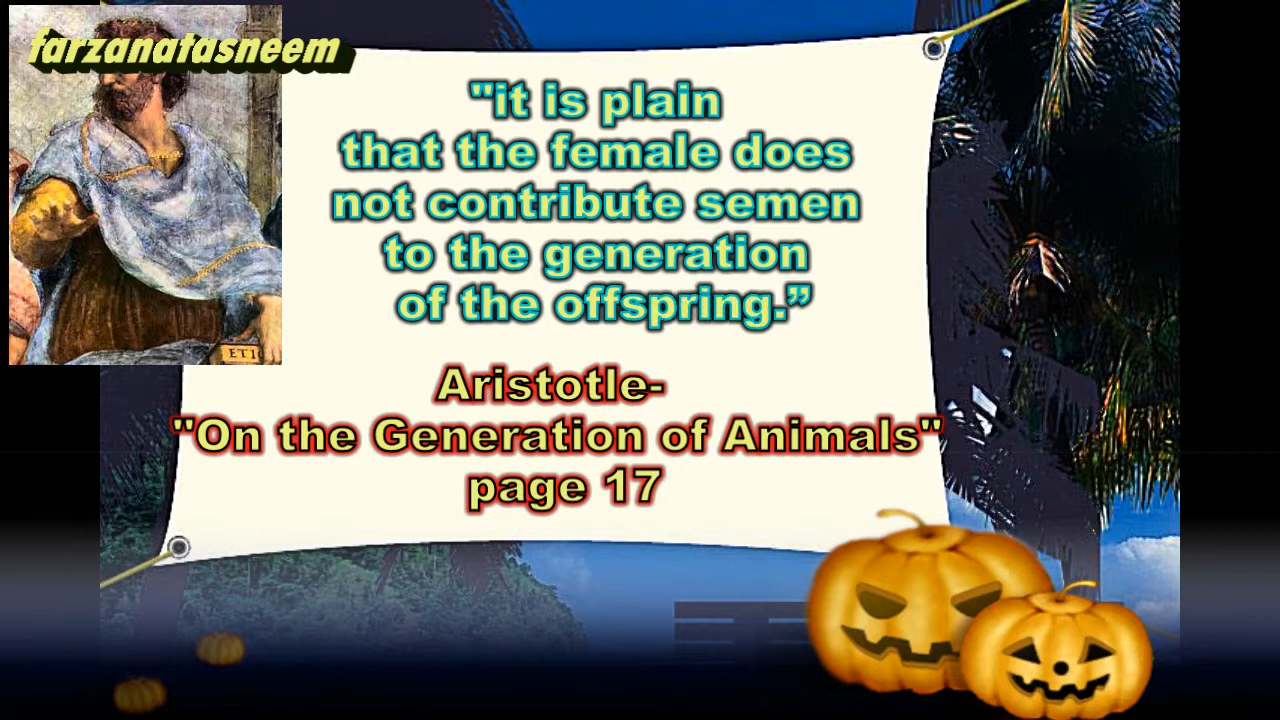 farzanatasneem
"it is plain
that the female does
not contribute semen
to the generation
of the offspring.”
Aristotle-
"On the Generation of Animals"
page 17
ETI